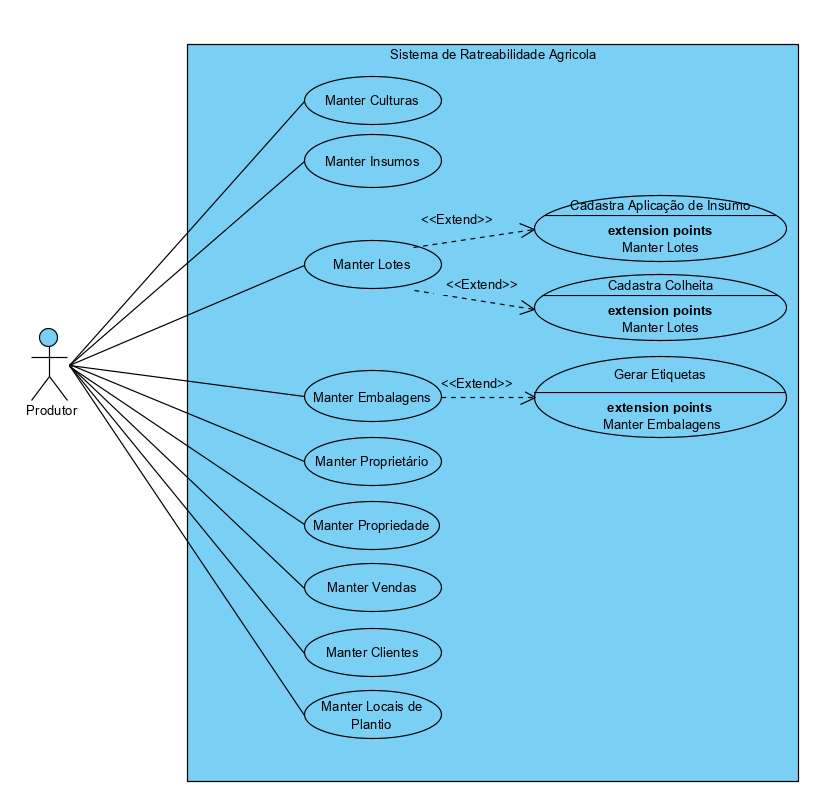 Sistema de Ratreabilidade Agricola
Manter Culturas
Manter Insumos
<<Extend>>
Cadastra Aplicação de Insumo
extension points
Manter Lotes
Manter Lotes
<<Extend>>
Cadastra Colheita
extension points
Manter Lotes
Produtor
Manter Embalagens
<<Extend>>
Gerar Etiquetas
extension points
Manter Embalagens
Manter Proprietário
Manter Propriedade
Manter Vendas
Manter Clientes
Manter Locais de
Plantio